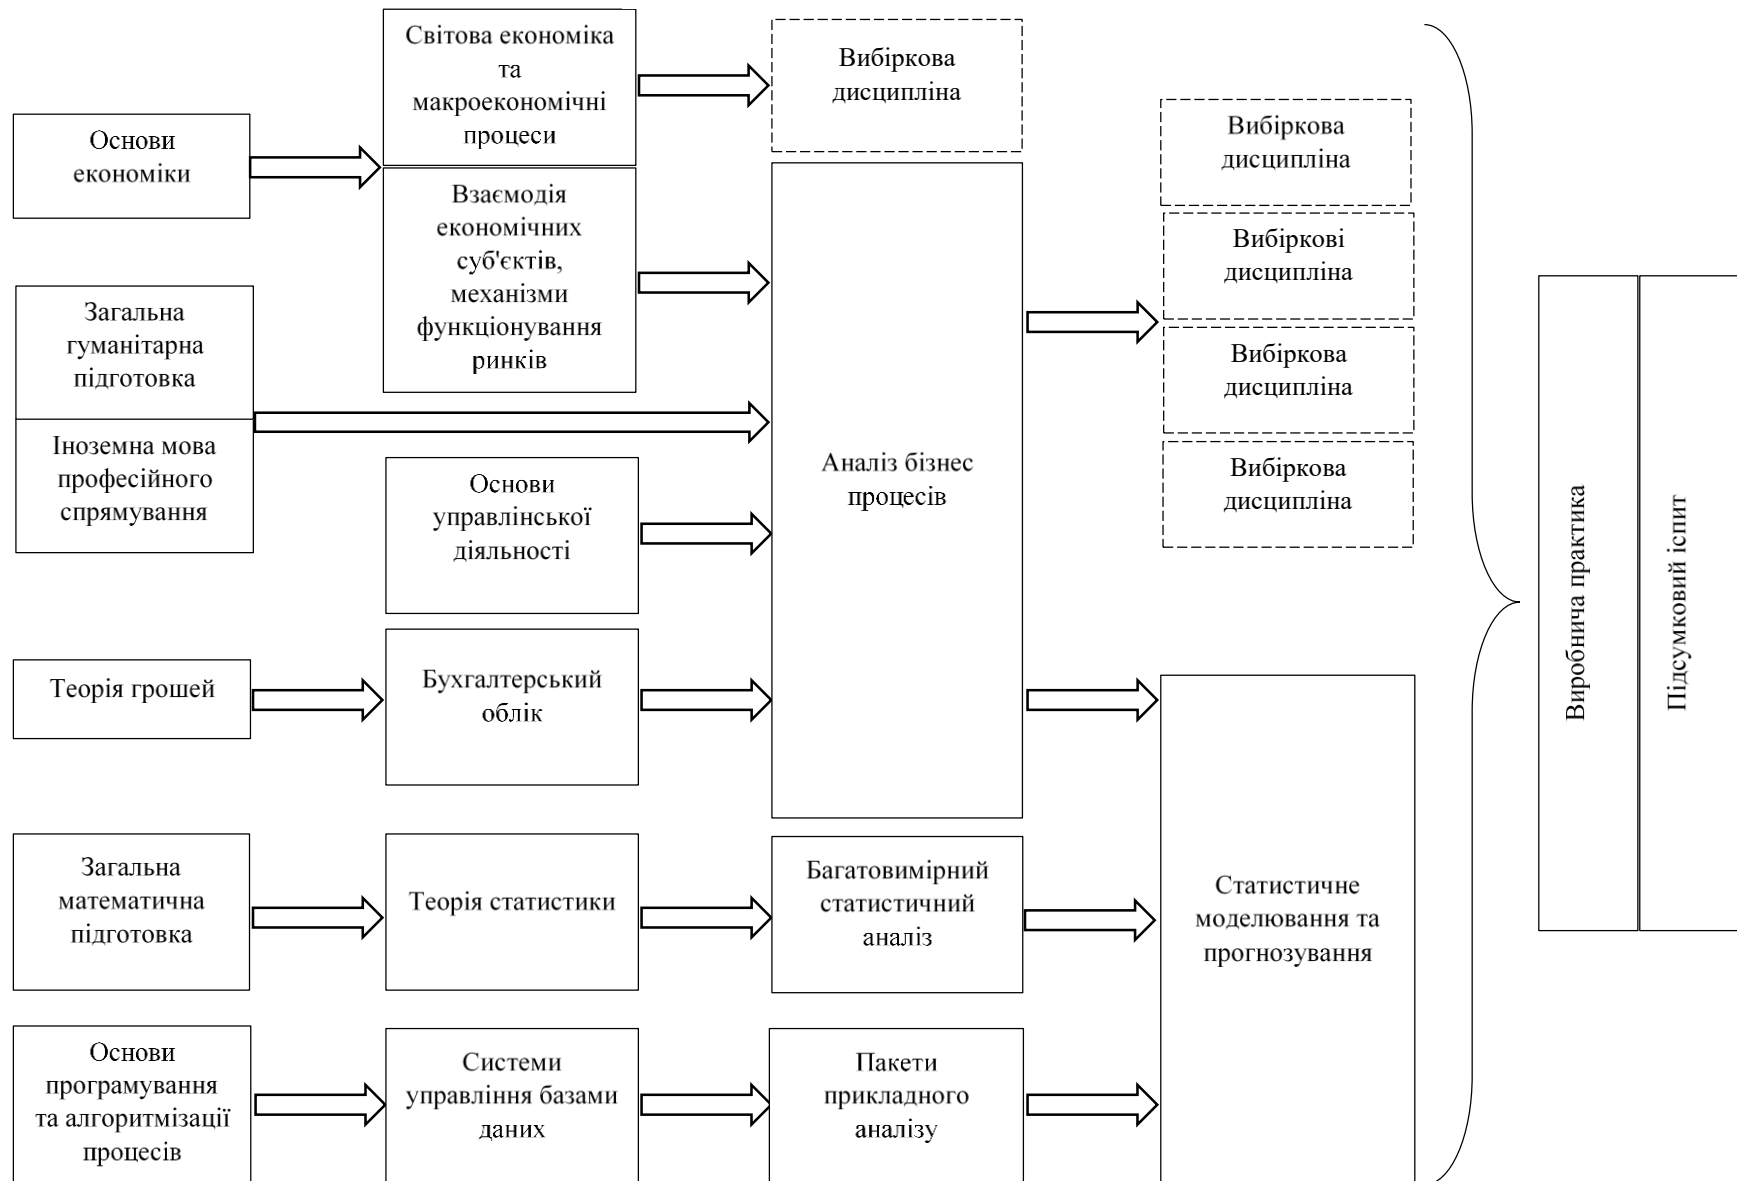 Основи
економіки
Загальна
гуманітарна
підготовка
Іноземна мова
професійного
спрямування
Теорія грошей
Загальна
математична
підготовка
Основи
програмування
та алгоритмізації
процесів
Світова економіка
та
макроекономічні
процеси
Взаємодія
економічних
суб'єктів,
механізми
функціонування
ринків
Основи
управлінської
діяльності
Бухгалтерський
облік
Теорія статистики
Системи
управління базами
даних
Вибіркова
дисципліна
Аналіз бізнес
процесів
Багатовимірний
статистичний
аналіз
Пакети
прикладного
аналізу
Вибіркова
дисципліна
Вибіркові
дисципліна
Вибіркова
дисципліна
Вибіркова
дисципліна
Статистичне
моделювання та
прогнозування
Виробнича практика
Підсумковий іспит